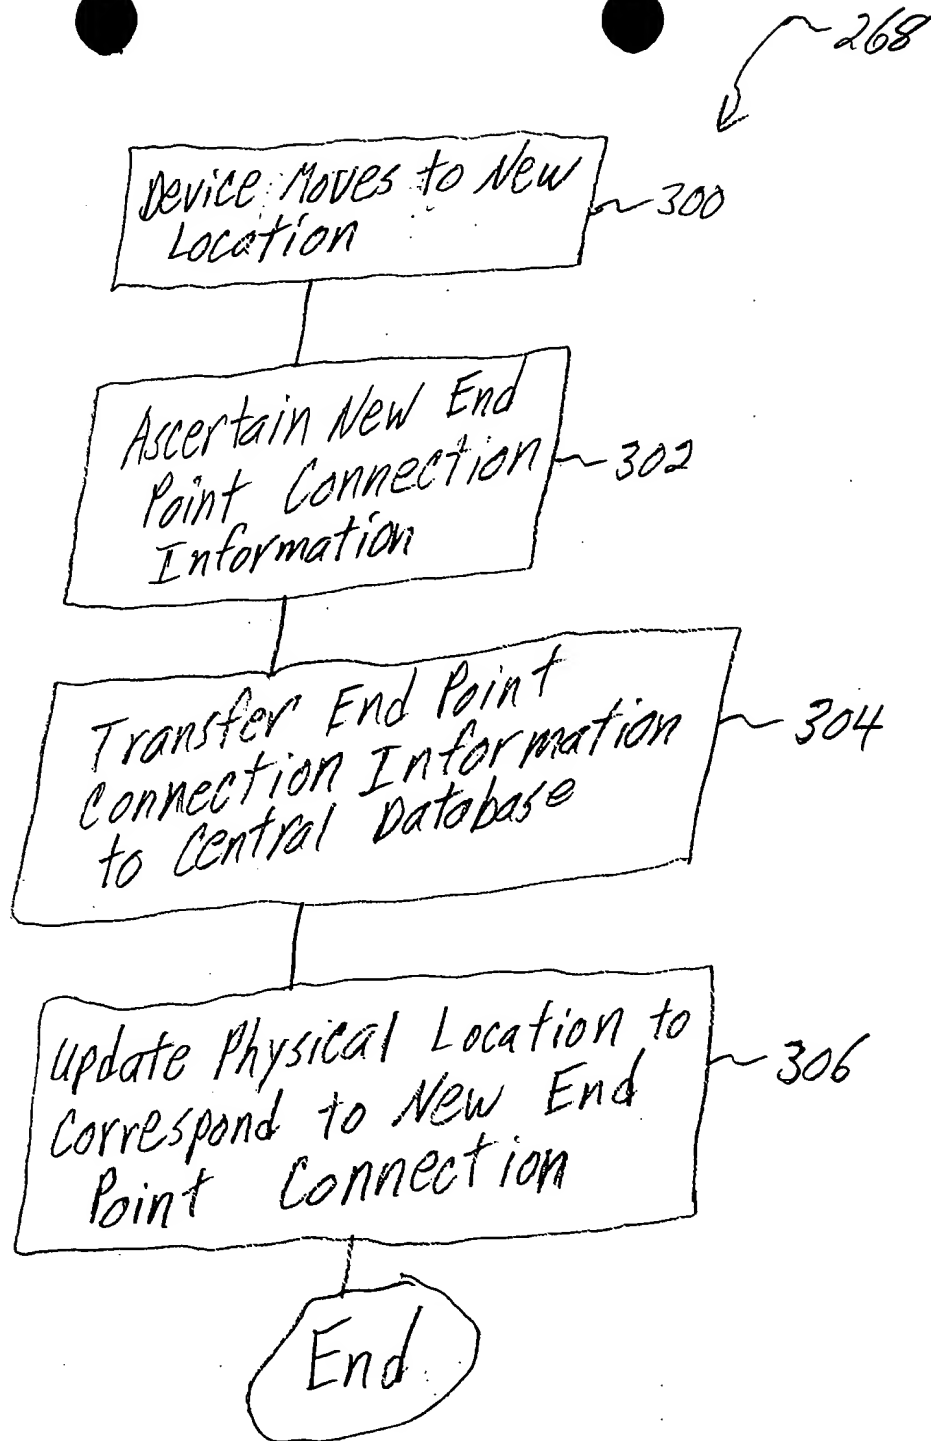 268
Device Moves to New
Location
300
Ascertain New End
Point Connection
Information
302
Transfer End Point
Connection Information
to Central Database
304
Update Physical Location to
Correspond to New End
Point Connection
306
End